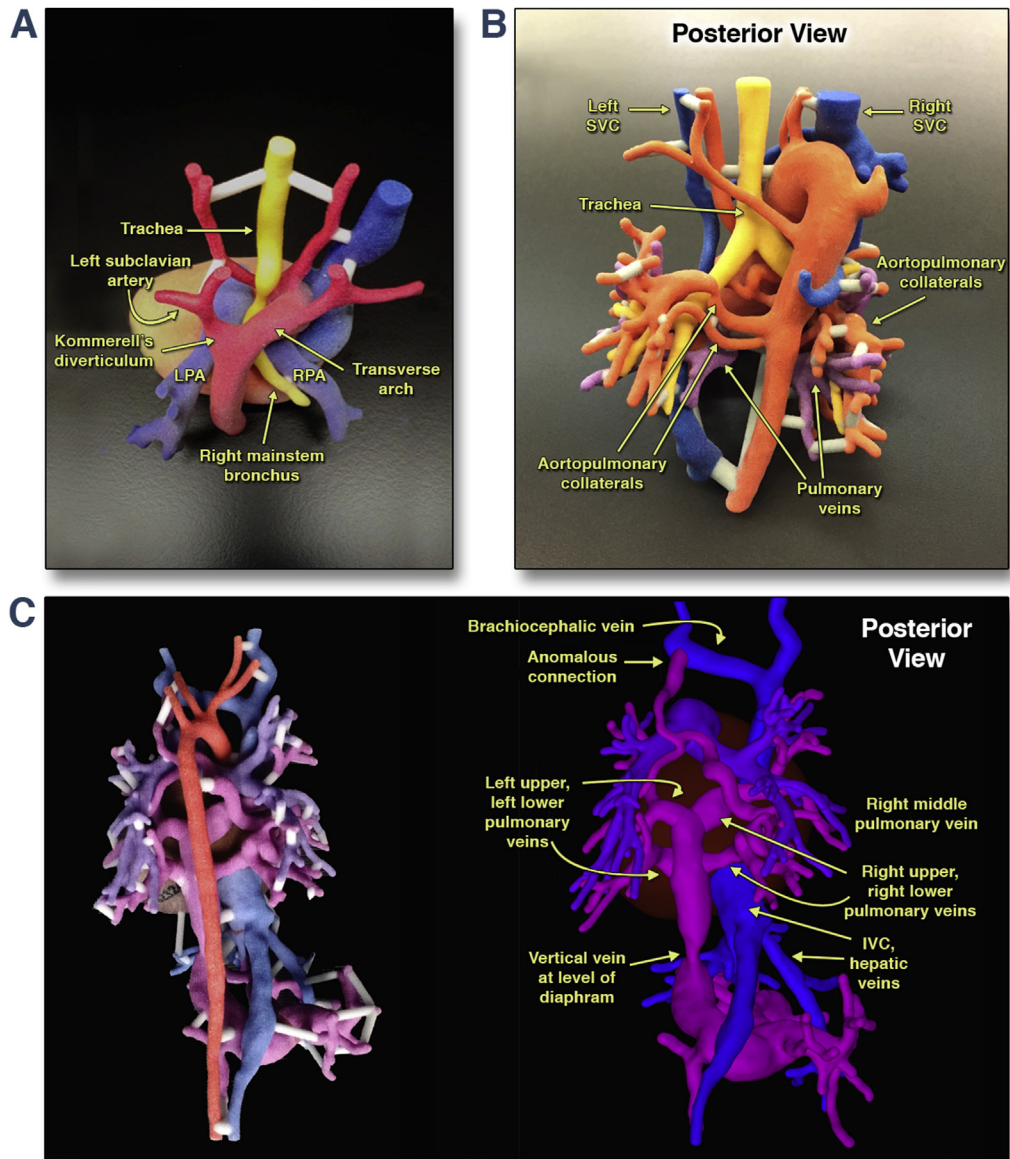 A
Trachea
Left subclavian
artery
Kommerell's
diverticulum
LPA
RPA
Transverse
arch
Right mainstem
bronchus
B
Posterior View
Left
SVC
Right
SVC
Trachea
Aortopulmonary
collaterals
Aortopulmonary
collaterals
Pulmonary
veins
C
Posterior
View
Brachiocephalic vein
Anomalous
connection
Left upper,
left lower
pulmonary
veins
Right middle
pulmonary vein
Right upper,
right lower
pulmonary veins
Vertical vein
at level of
diaphram
IVC,
hepatic
veins